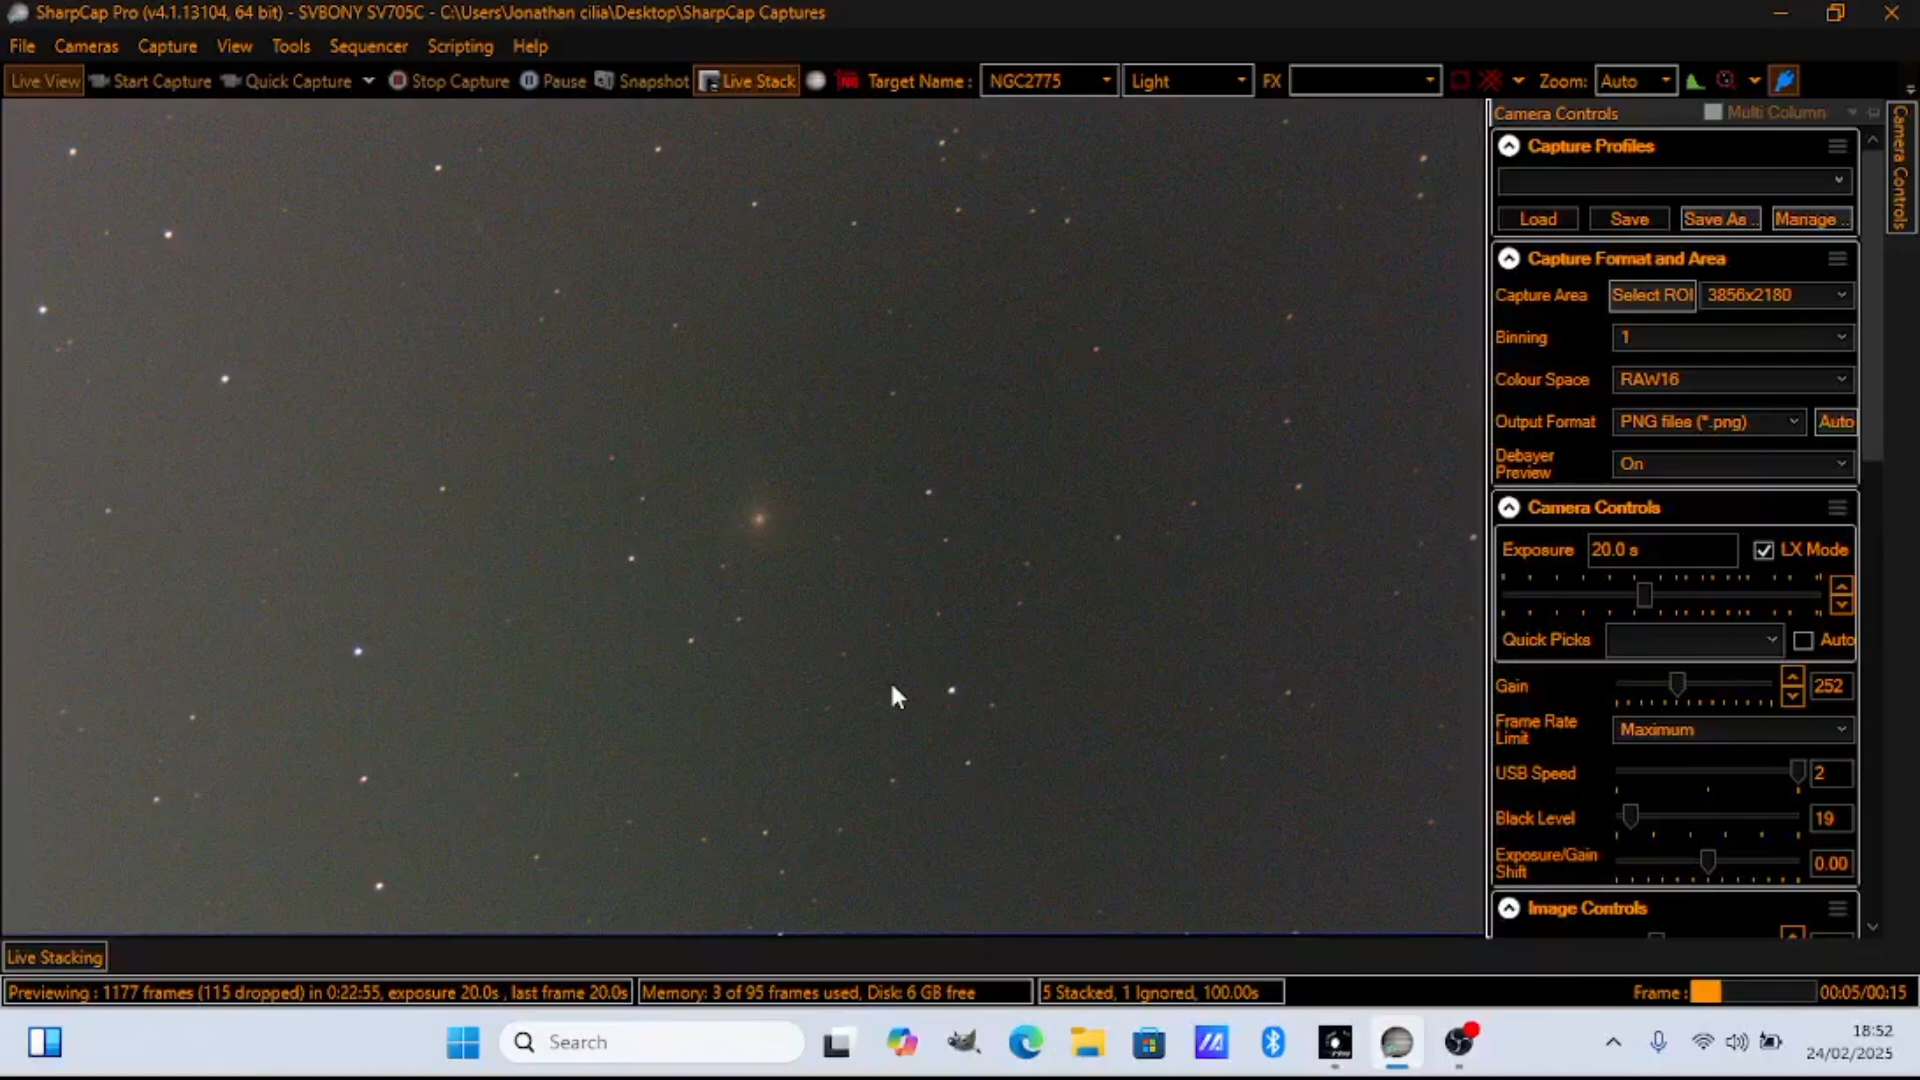 SharpCap Pro (v4.1.13104, 64 bit) - SVBONY SV705C - C:\Users\Jonathan cilia\Desktop\SharpCap Captures
File Cameras Capture View Tools Sequencer Scripting Help
Live View Start Capture Quick Capture Stop Capture Pause Snapshot Live Stack Target Name : NGC2775 Light FX Zoom: Auto
Camera Controls Multi Column
Camera Controls
Capture Profiles
Load Save Save As .. Manage ..
Capture Format and Area
Capture Area Select ROI 3856x2180
Binning 1
Colour Space RAW16
Output Format PNG files (*.png) Auto
Debayer Preview On
Camera Controls
Exposure 20.0 s LX Mode
Quick Picks Auto
Gain 252
Frame Rate Limit Maximum
USB Speed 2
Black Level 19
Exposure/Gain Shift 0.00
Image Controls
Live Stacking
Previewing : 1177 frames (115 dropped) in 0:22:55, exposure 20.0s , last frame 20.0s Memory: 3 of 95 frames used, Disk: 6 GB free 5 Stacked, 1 Ignored, 100.00s Frame : 00:05/00:15
Search
18:52
24/02/2025